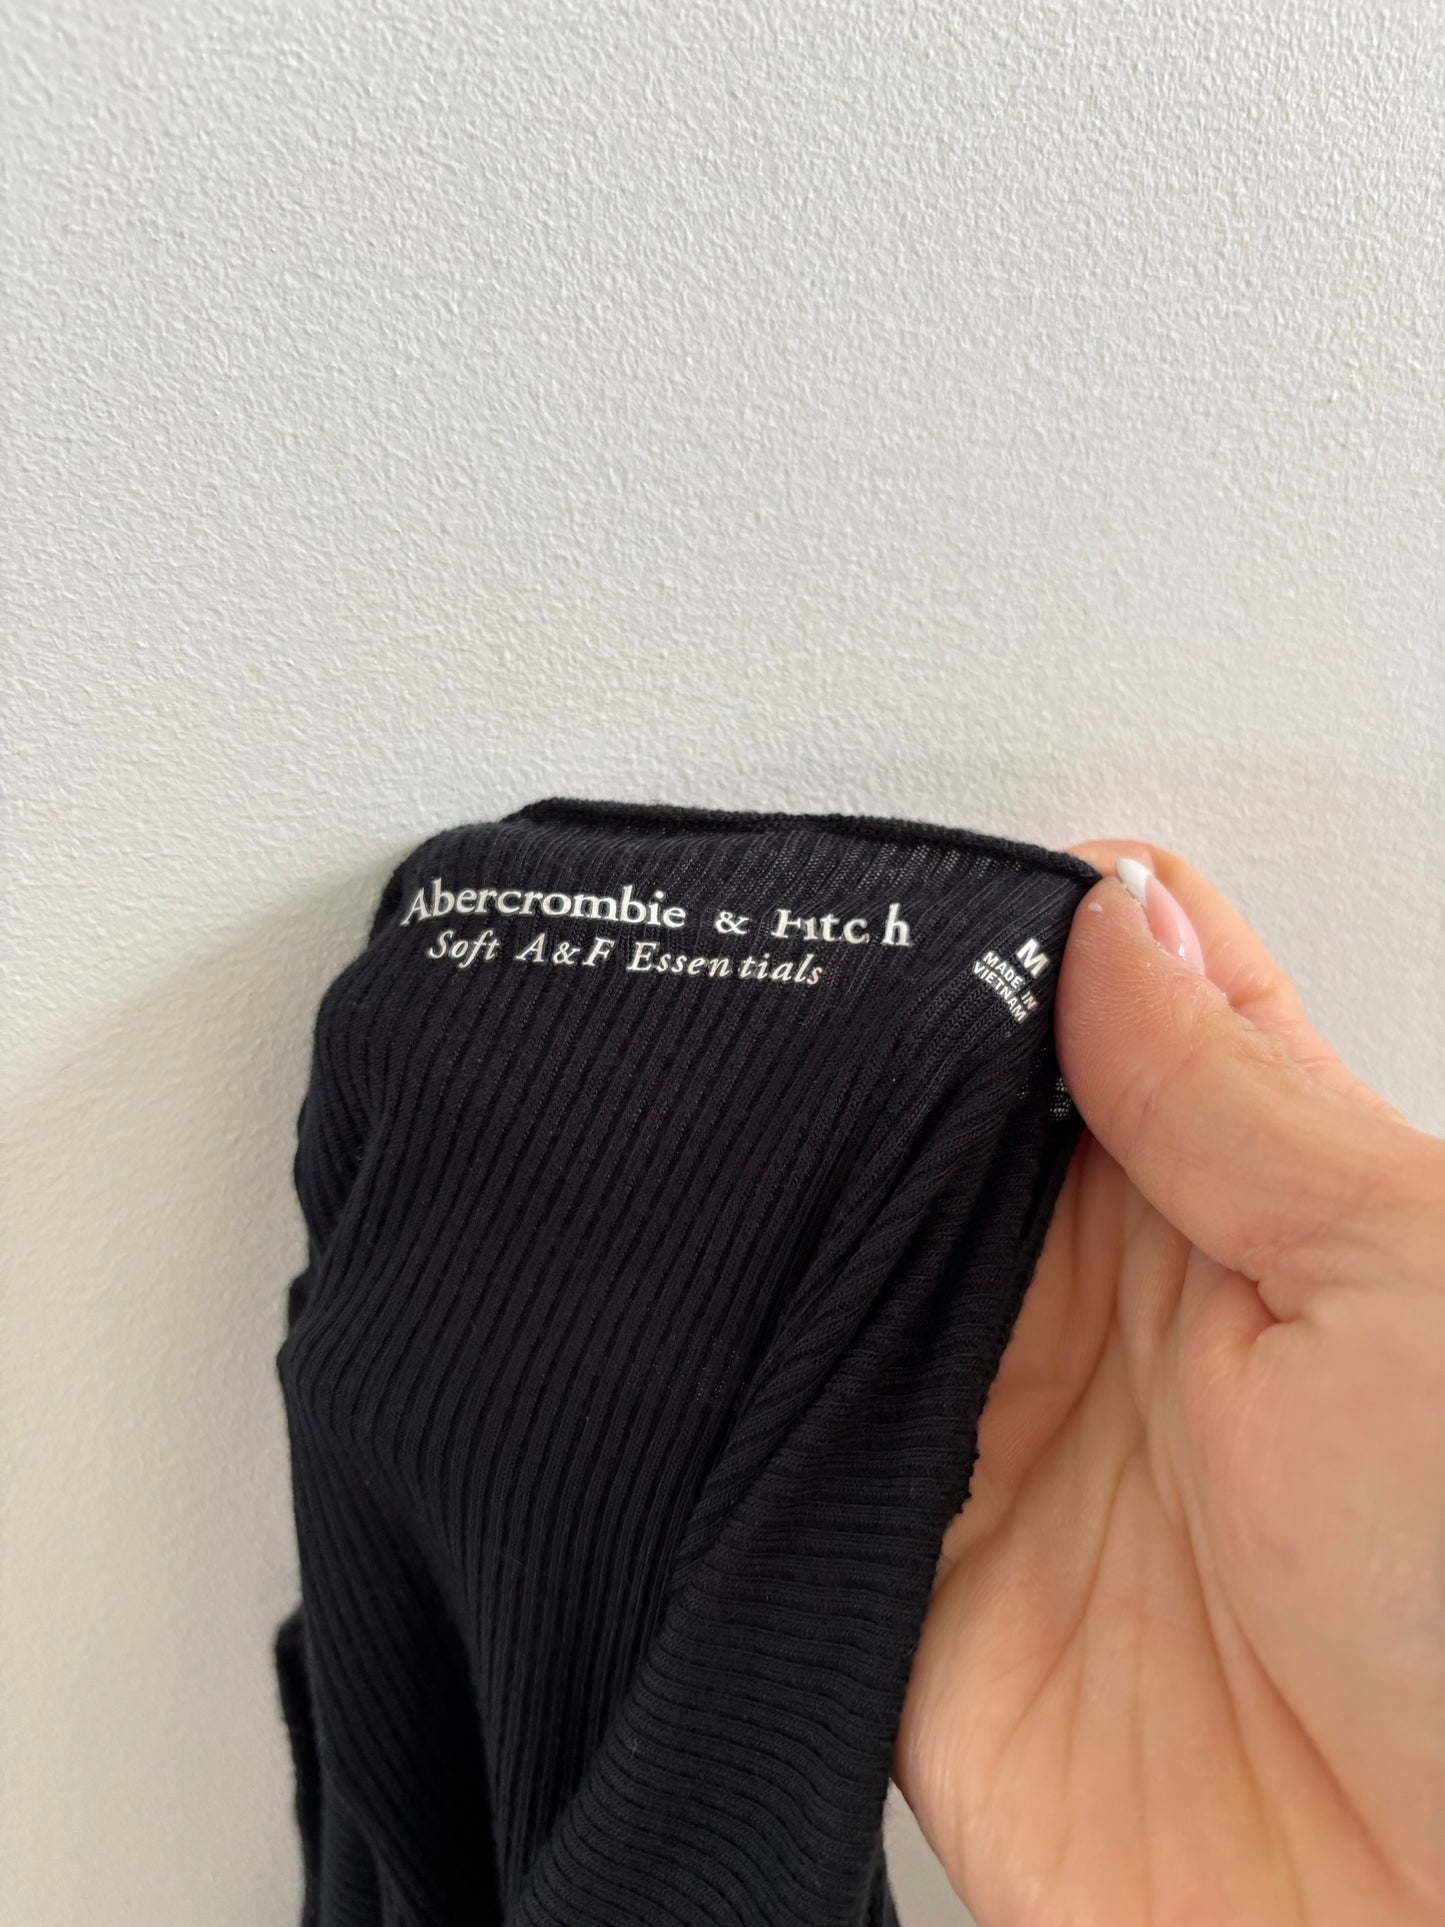 Abercrombie & Fitch
Soft A&F Essentials
M
MADE IN
VIETNAM